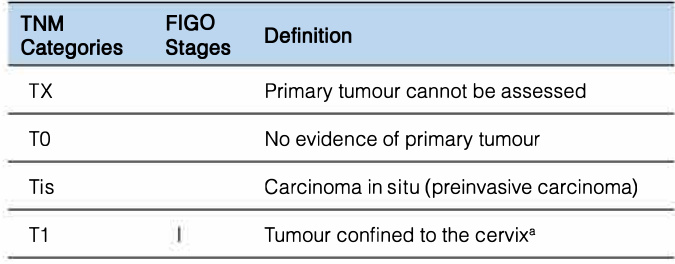 TNM Categories FIGO Stages Definition
TX Primary tumour cannot be assessed
T0 No evidence of primary tumour
Tis Carcinoma in situ (preinvasive carcinoma)
T1 I Tumour confined to the cervixᵃ